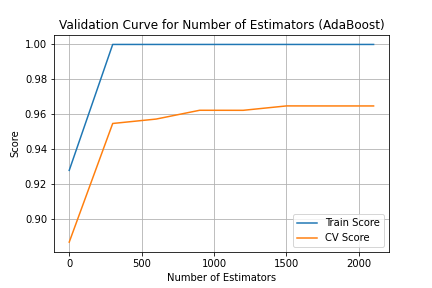 Validation Curve for Number of Estimators (AdaBoost)
1.00
0.98
0.96
0.94
0.92
0.90
Score
0
500
1000
1500
2000
Number of Estimators
Train Score
CV Score